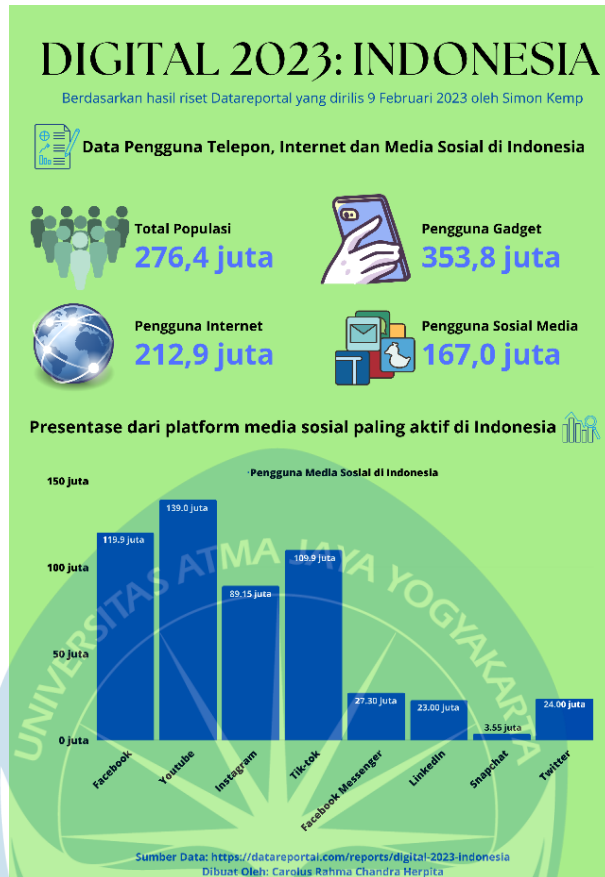 DIGITAL 2023: INDONESIA
Berdasarkan hasil riset Datareportal yang dirilis 9 Februari 2023 oleh Simon Kemp
Data Pengguna Telepon, Internet dan Media Sosial di Indonesia
Total Populasi
276,4 juta
Pengguna Gadget
353,8 juta
Pengguna Internet
212,9 juta
Pengguna Sosial Media
167,0 juta
Presentase dari platform media sosial paling aktif di Indonesia
Pengguna Media Sosial di Indonesia
150 juta
100 juta
50 juta
0 juta
119.9 juta
139.0 juta
89.15 juta
109.9 juta
27.30 juta
23.00 juta
3.55 juta
24.00 juta
Facebook
Youtube
Instagram
Tik-tok
Facebook Messenger
LinkedIn
Snapchat
Twitter
UNIVERSITAS ATMA JAYA YOGYAKARTA
Sumber Data: https://datareportal.com/reports/digital-2023-indonesia
Dibuat Oleh: Carolus Rahma Chandra Herpita